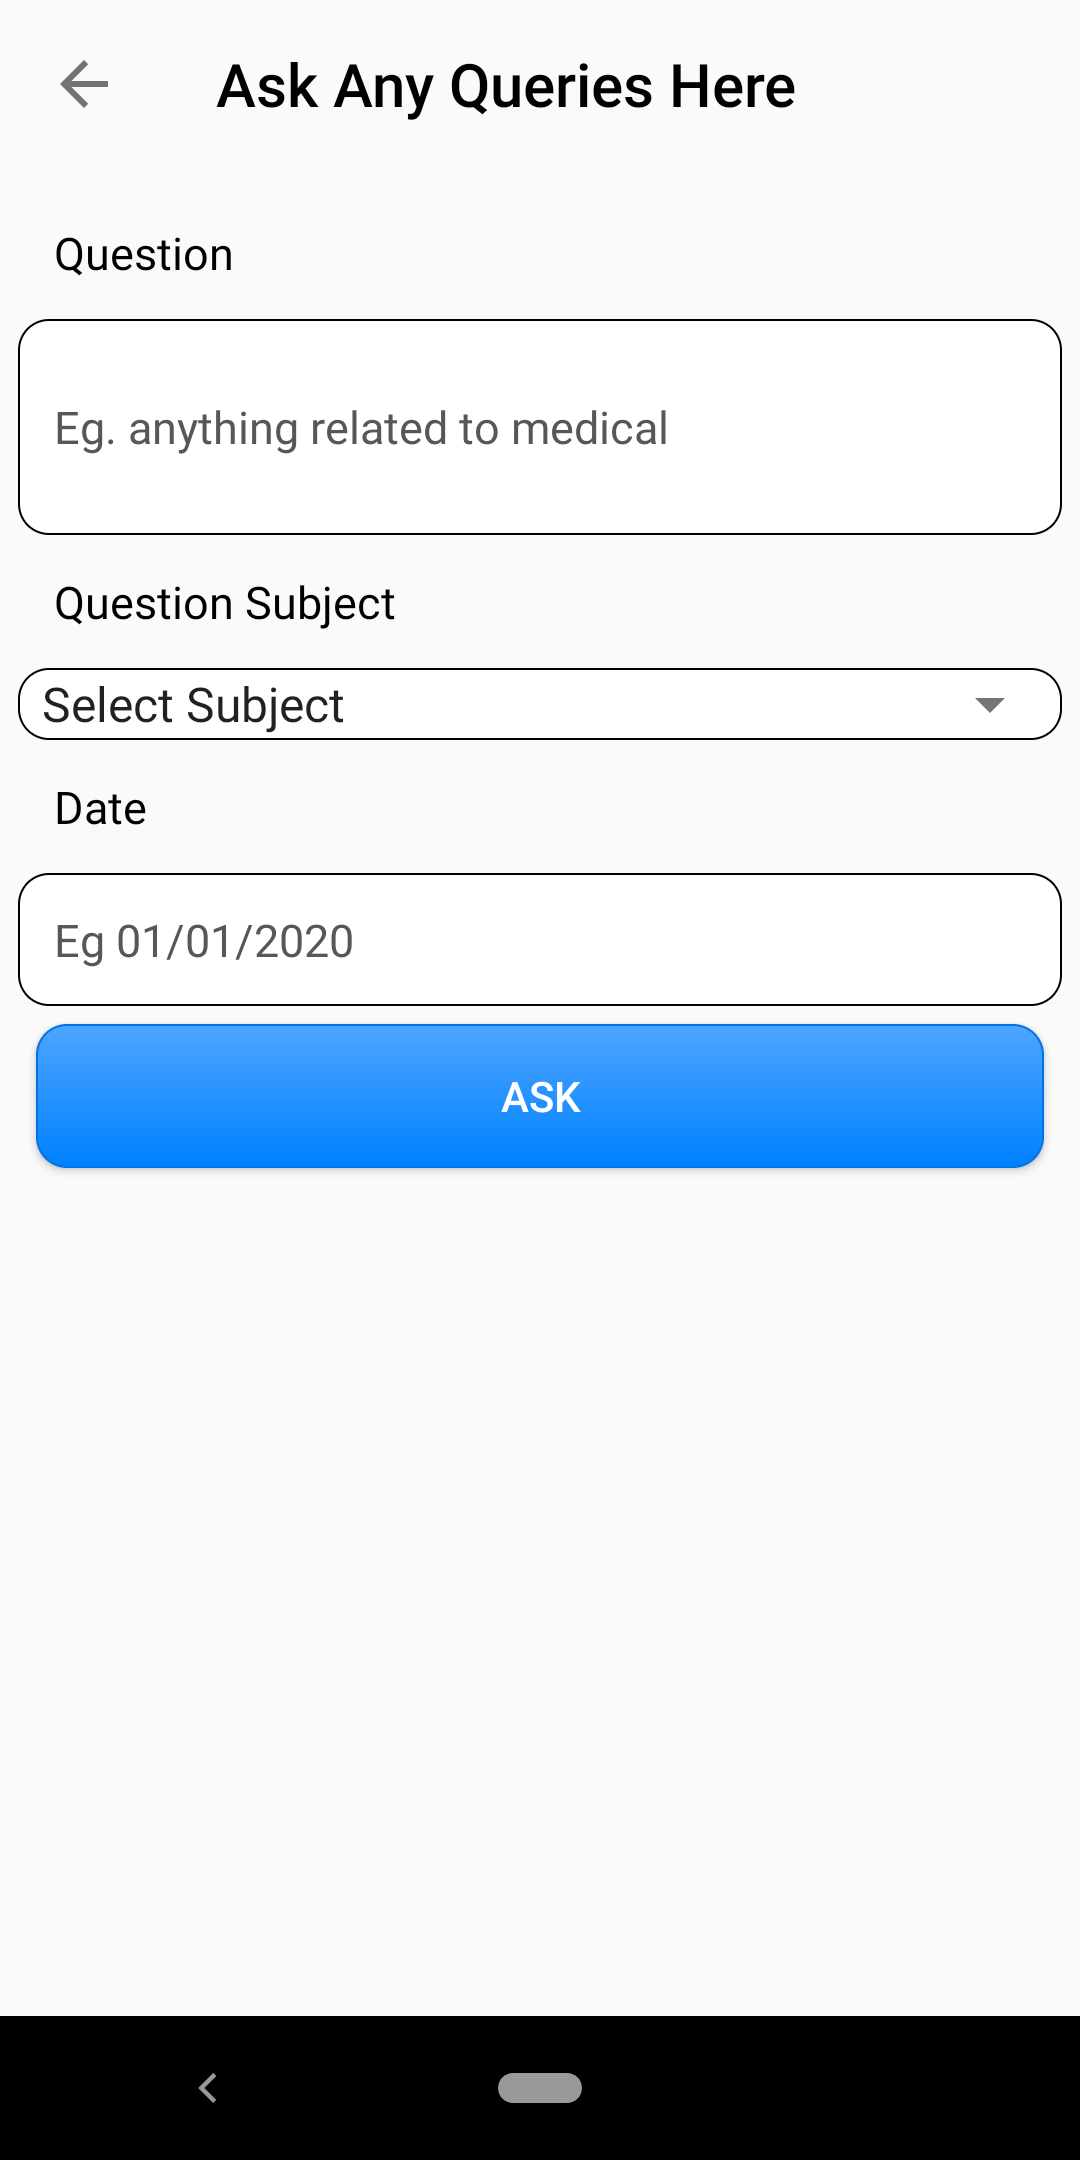 Ask Any Queries Here
Question
Eg. anything related to medical
Question Subject
Select Subject
Date
Eg 01/01/2020
ASK